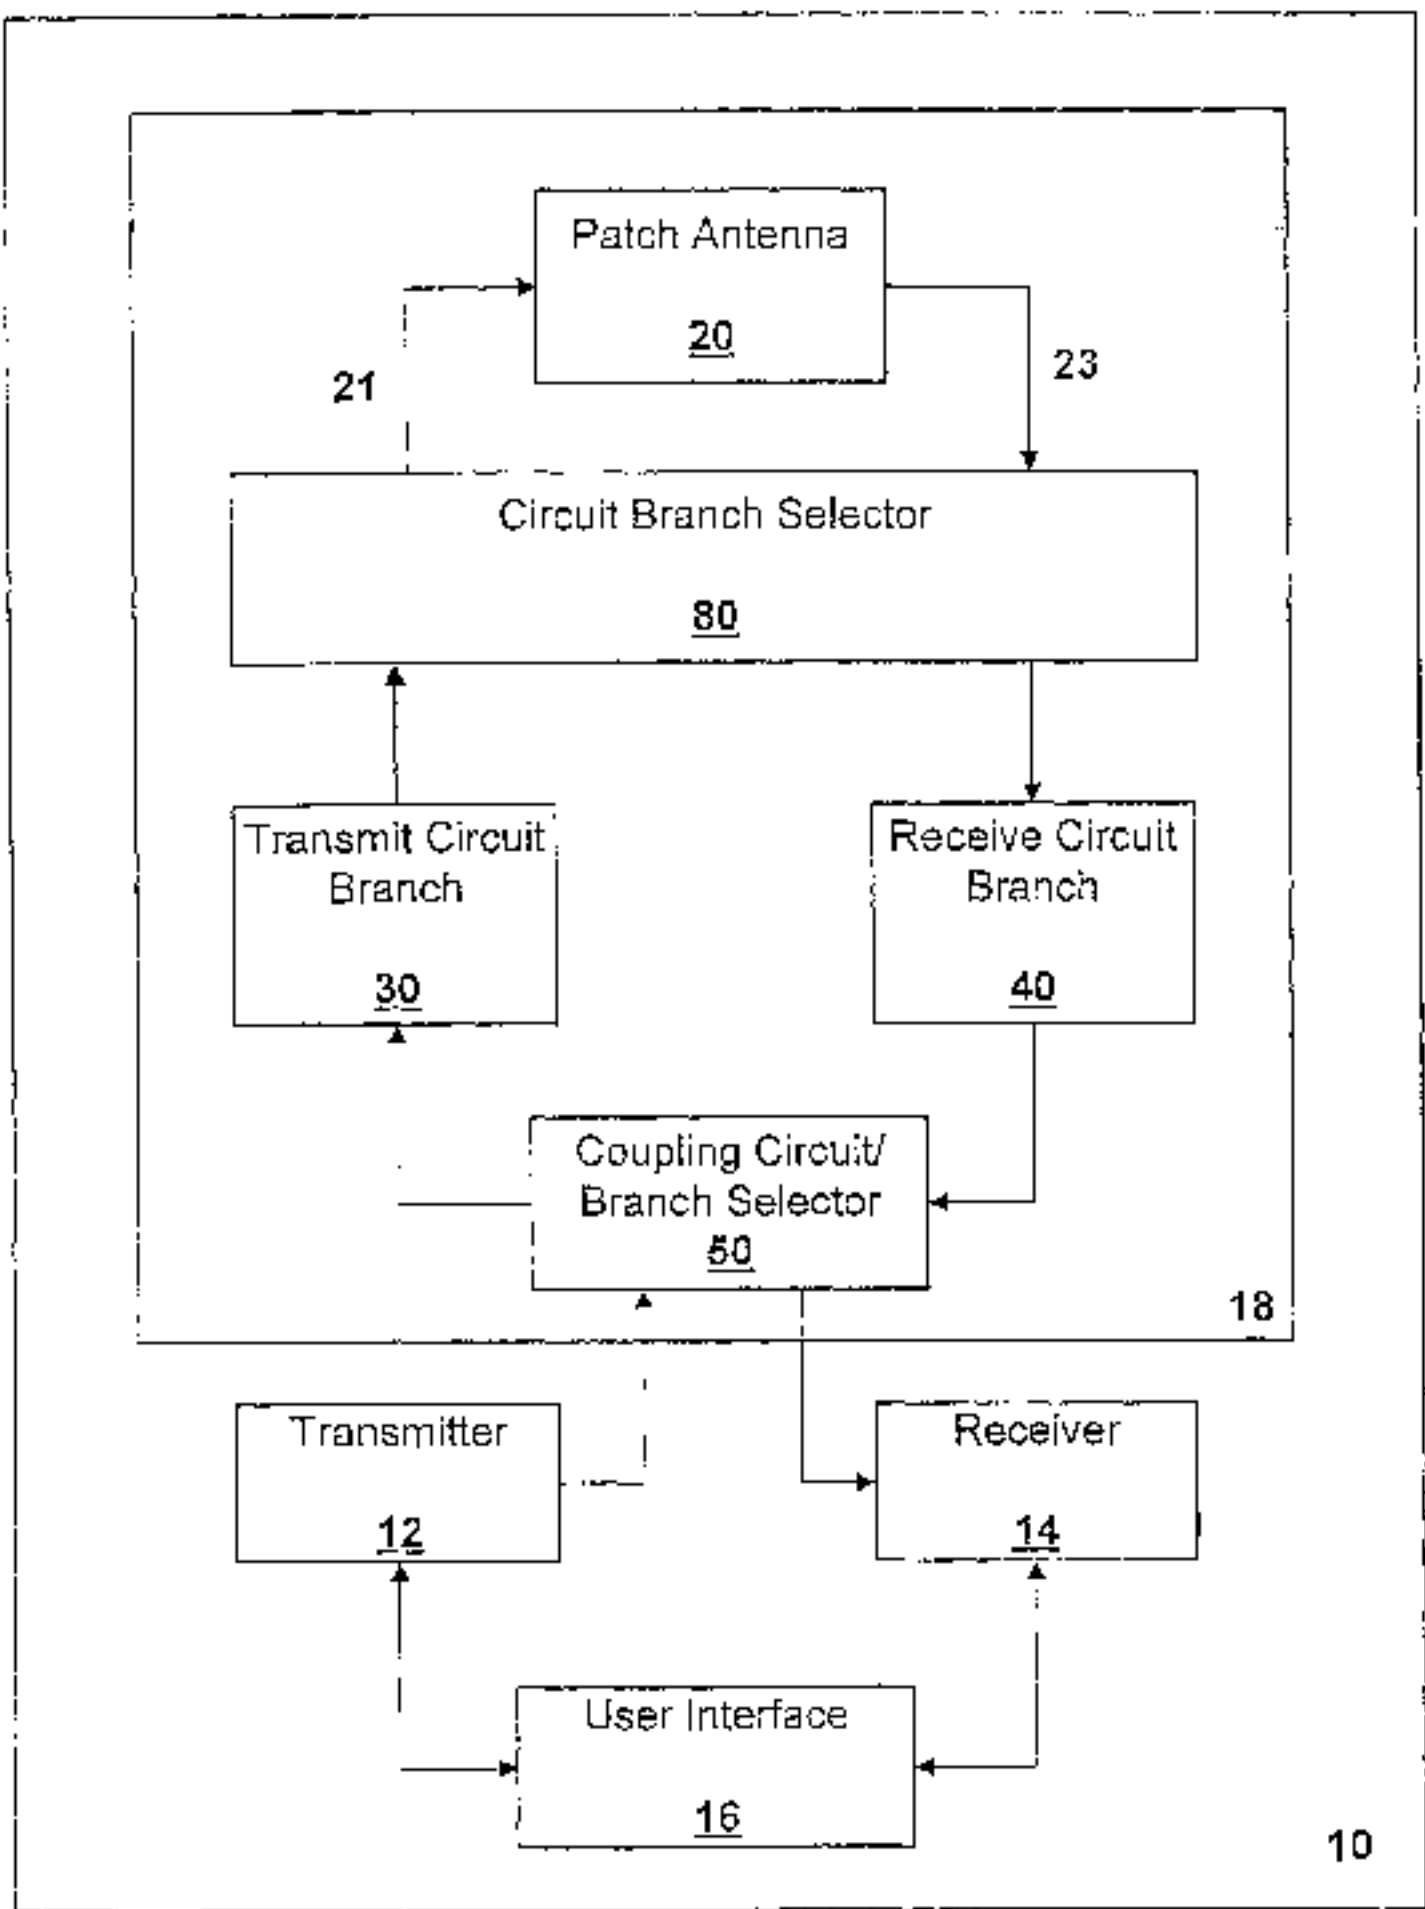 Patch Antenna
20
21
23
Circuit Branch Selector
80
Transmit Circuit
Branch
30
Receive Circuit
Branch
40
Coupling Circuit/
Branch Selector
50
18
Transmitter
12
Receiver
14
User Interface
16
10